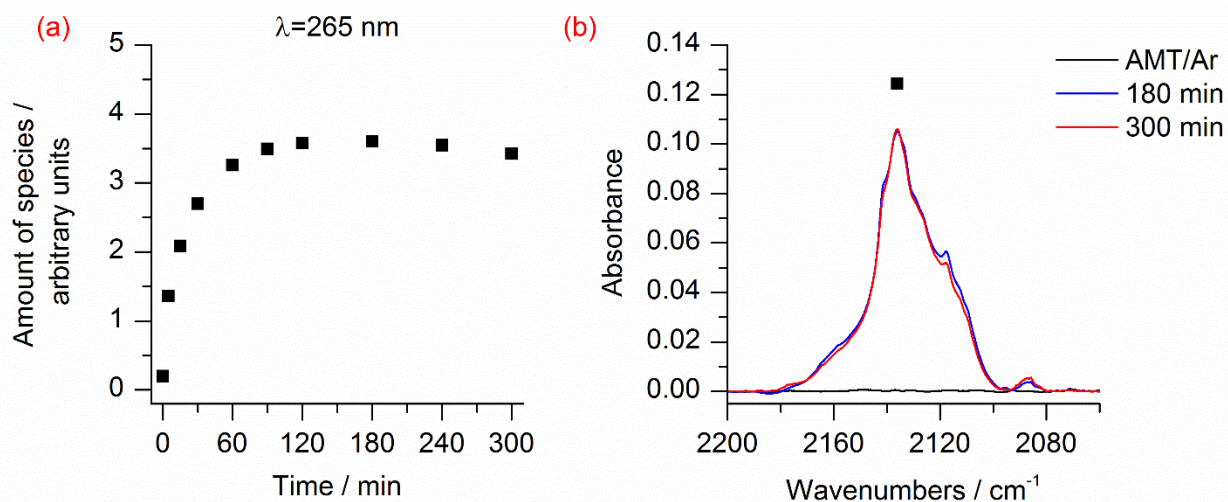 (a)
λ=265 nm
5
4
3
2
1
0
Amount of species /
arbitrary units
0 60 120 180 240 300
Time / min
(b)
0.14
0.12
0.10
0.08
0.06
0.04
0.02
0.00
Absorbance
2200 2160 2120 2080
Wavenumbers / cm⁻¹
AMT/Ar
180 min
300 min